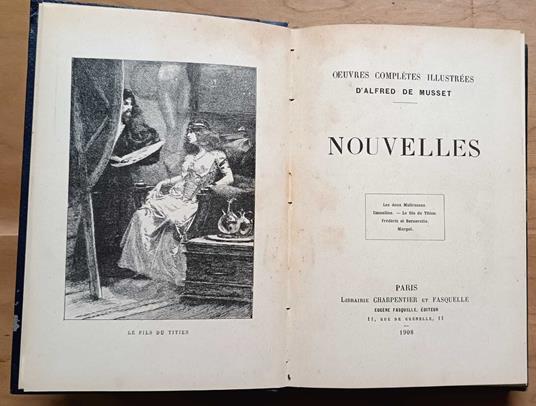 LE FILS DU TITIEN
OEUVRES COMPLÈTES ILLUSTRÉES
D'ALFRED DE MUSSET
NOUVELLES
Les deux Maîtresses.
Emmeline. — Le fils du Titien.
Frédéric et Bernerette.
Margot.
PARIS
LIBRAIRIE CHARPENTIER ET FASQUELLE
EUGÈNE FASQUELLE, ÉDITEUR
11, RUE DE GRENELLE, 11
1908